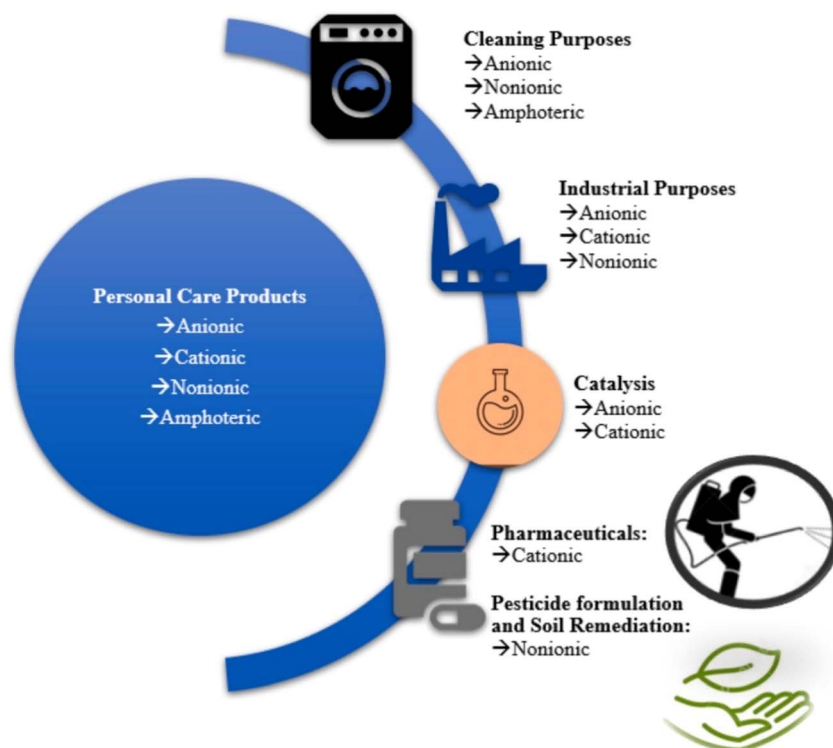 Cleaning Purposes
→Anionic
→Nonionic
→Amphoteric
Industrial Purposes
→Anionic
→Cationic
→Nonionic
Personal Care Products
→Anionic
→Cationic
→Nonionic
→Amphoteric
Catalysis
→Anionic
→Cationic
Pharmaceuticals:
→Cationic
Pesticide formulation
and Soil Remediation:
→Nonionic